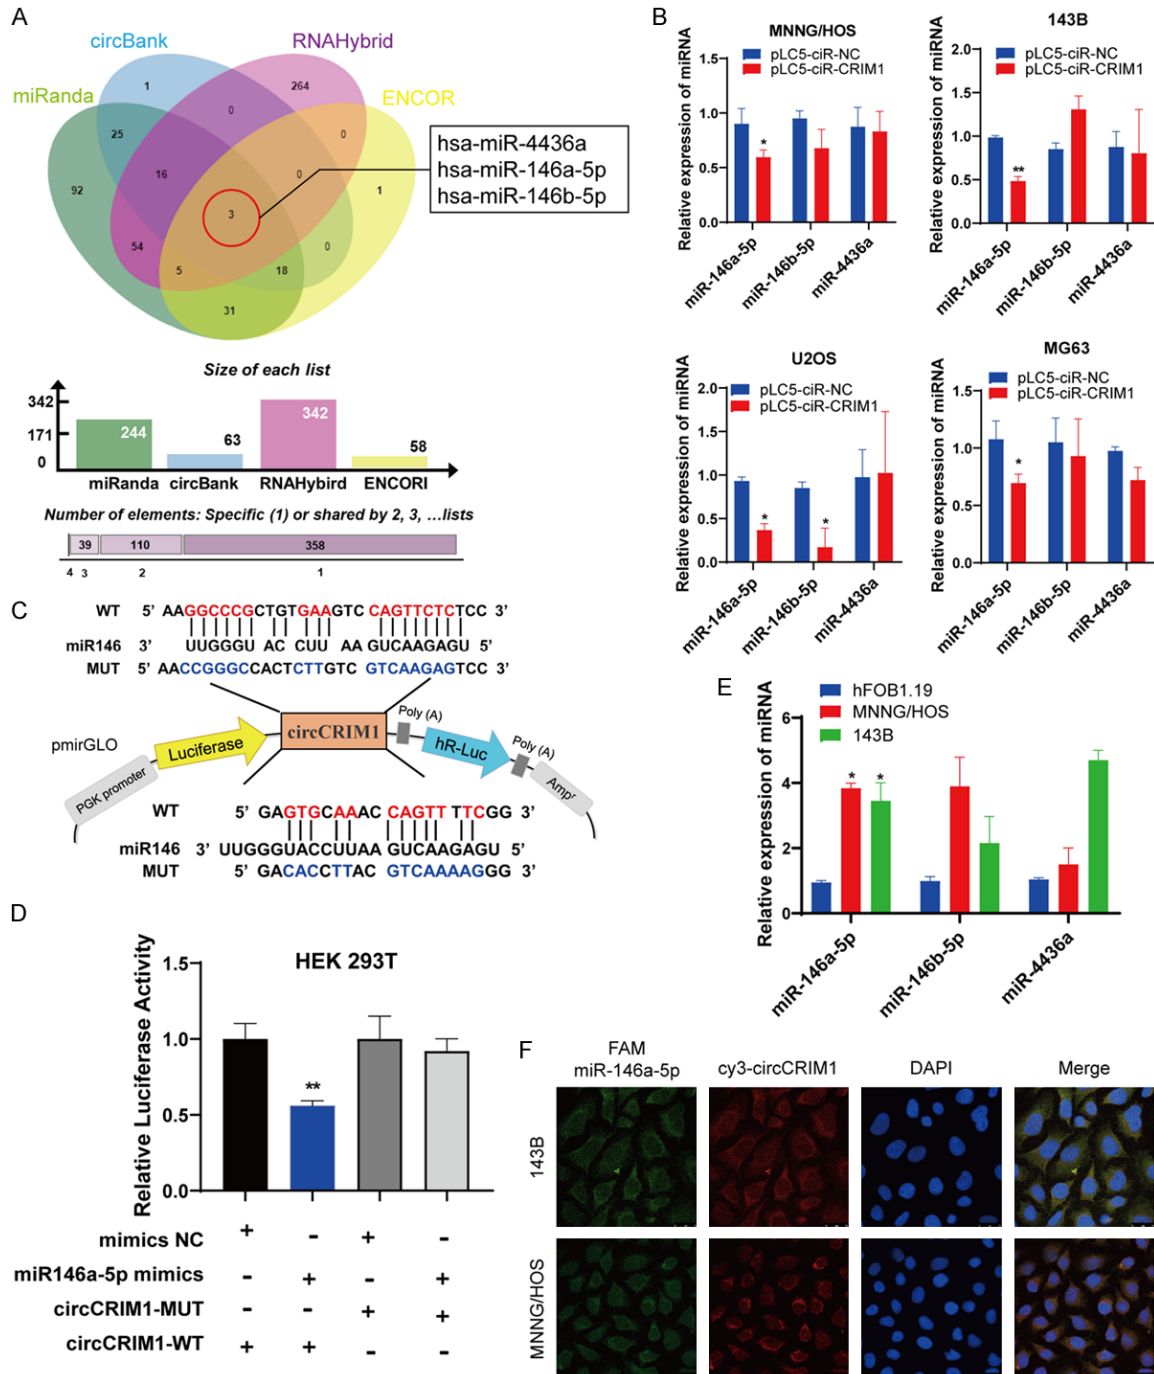 A
circBank
RNAHybrid
miRanda
ENCOR
1
264
0
25
0
16
0
92
3
1
54
0
5
18
31
hsa-miR-4436a
hsa-miR-146a-5p
hsa-miR-146b-5p
Size of each list
342
171
0
244
63
342
58
miRanda circBank RNAHybird ENCORI
Number of elements: Specific (1) or shared by 2, 3, ...lists
39 110 358
4 3 2 1
B
MNNG/HOS
pLC5-ciR-NC
pLC5-ciR-CRIM1
Relative expression of miRNA
1.5
1.0
0.5
0.0
*
miR-146a-5p
miR-146b-5p
miR-4436a
143B
pLC5-ciR-NC
pLC5-ciR-CRIM1
Relative expression of miRNA
2.0
1.5
1.0
0.5
0.0
**
miR-146a-5p
miR-146b-5p
miR-4436a
U2OS
pLC5-ciR-NC
pLC5-ciR-CRIM1
Relative expression of miRNA
2.0
1.5
1.0
0.5
0.0
*
*
miR-146a-5p
miR-146b-5p
miR-4436a
MG63
pLC5-ciR-NC
pLC5-ciR-CRIM1
Relative expression of miRNA
1.5
1.0
0.5
0.0
*
miR-146a-5p
miR-146b-5p
miR-4436a
C
WT 5' AAGGCCCGCTGTGAAGTCCAGTTCTCTCC 3'
miR146 3' UUGGGU AC CUU AA GUCAAGAGU 5'
MUT 5' AACCGGGCCACTCTTGTC GTCAAGAGTCC 3'
pmirGLO
PGK promoter
Luciferase
circCRIM1
Poly (A)
hR-Luc
Poly (A)
Ampʳ
WT 5' GAGTGCAAAC CAGTT TTCGG 3'
miR146 3' UUGGGUACCUUAA GUCAAGAGU 5'
MUT 5' GACACCTTAC GTCAAAAGGG 3'
D
HEK 293T
Relative Luciferase Activity
1.5
1.0
0.5
0.0
**
mimics NC + - + -
miR146a-5p mimics - + - +
circCRIM1-MUT - - + +
circCRIM1-WT + + - -
E
hFOB1.19
MNNG/HOS
143B
Relative expression of miRNA
6
4
2
0
* *
miR-146a-5p
miR-146b-5p
miR-4436a
F
FAM
miR-146a-5p cy3-circCRIM1 DAPI Merge
143B
MNNG/HOS